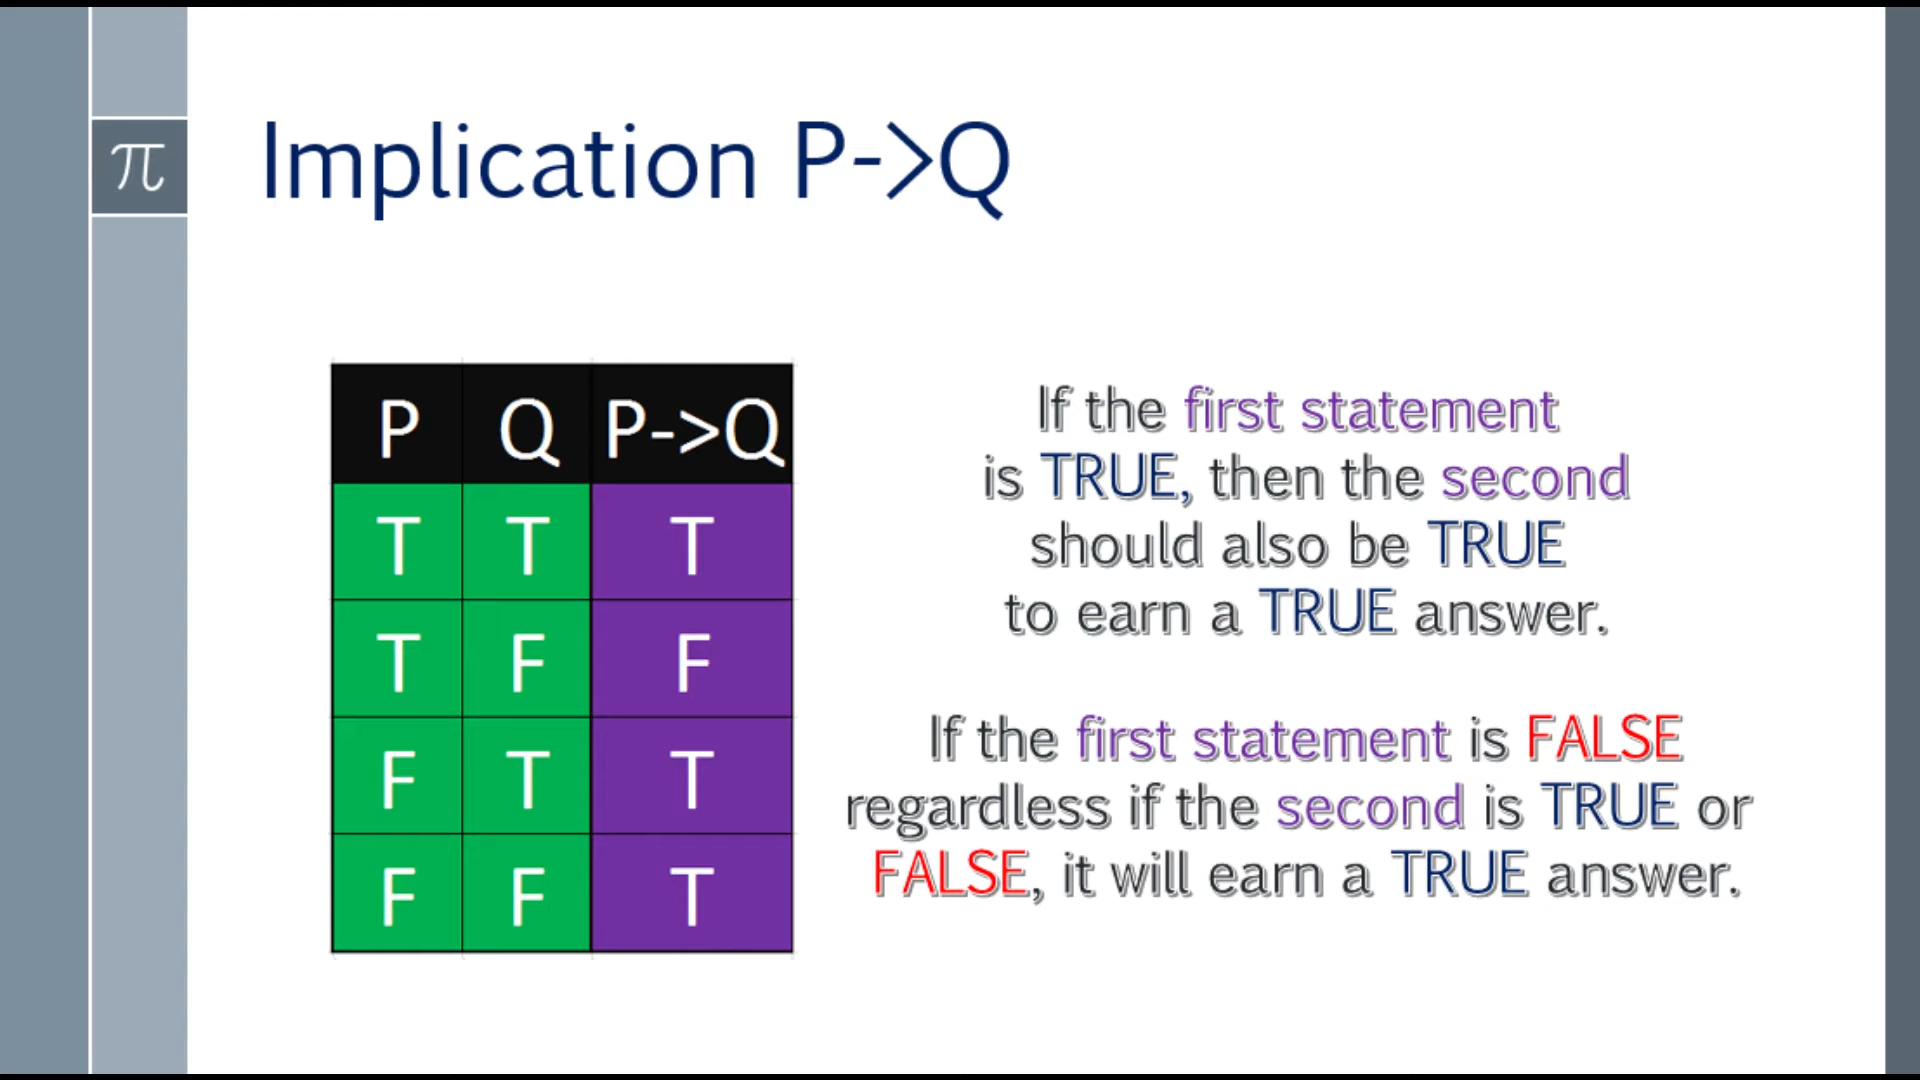 π
Implication P->Q
P Q P->Q
T T T
T F F
F T T
F F T
If the first statement
is TRUE, then the second
should also be TRUE
to earn a TRUE answer.
If the first statement is FALSE
regardless if the second is TRUE or
FALSE, it will earn a TRUE answer.